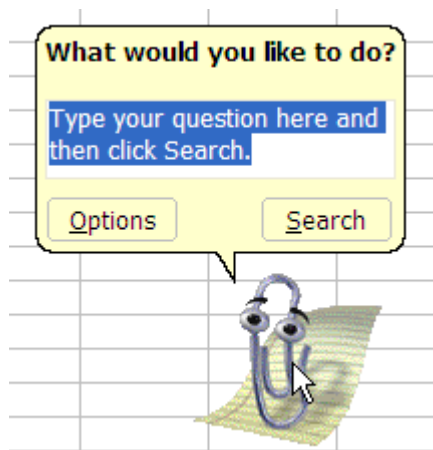 What would you like to do?
Type your question here and
then click Search.
Options
Search